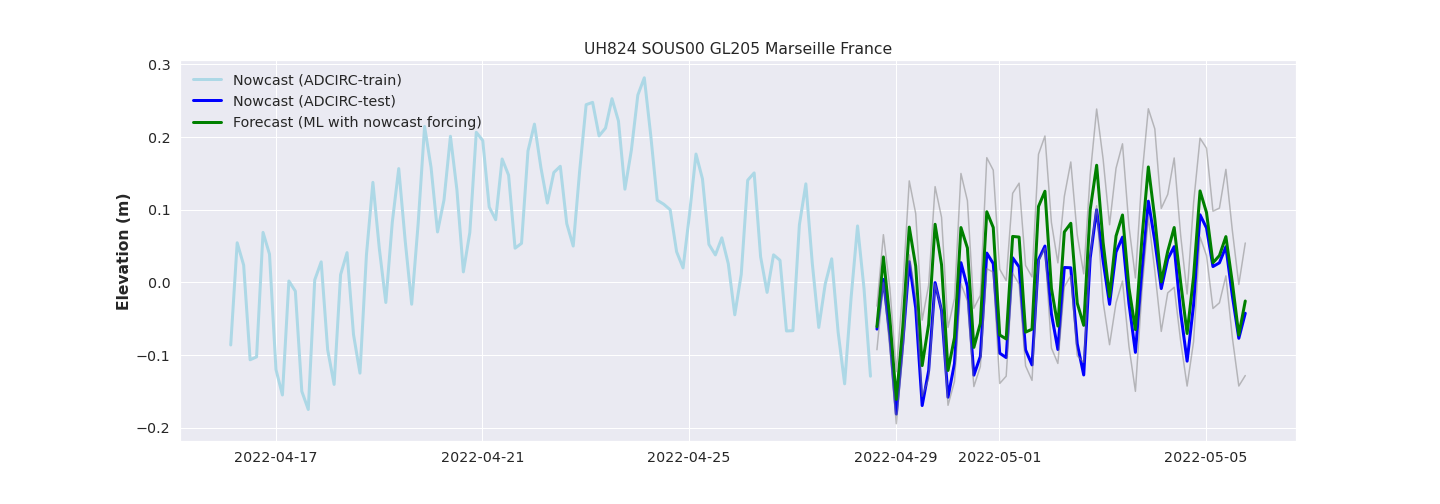 UH824 SOUS00 GL205 Marseille France
0.3
0.2
0.1
0.0
−0.1
−0.2
Elevation (m)
Nowcast (ADCIRC-train)
Nowcast (ADCIRC-test)
Forecast (ML with nowcast forcing)
2022-04-17 2022-04-21 2022-04-25 2022-04-29 2022-05-01 2022-05-05